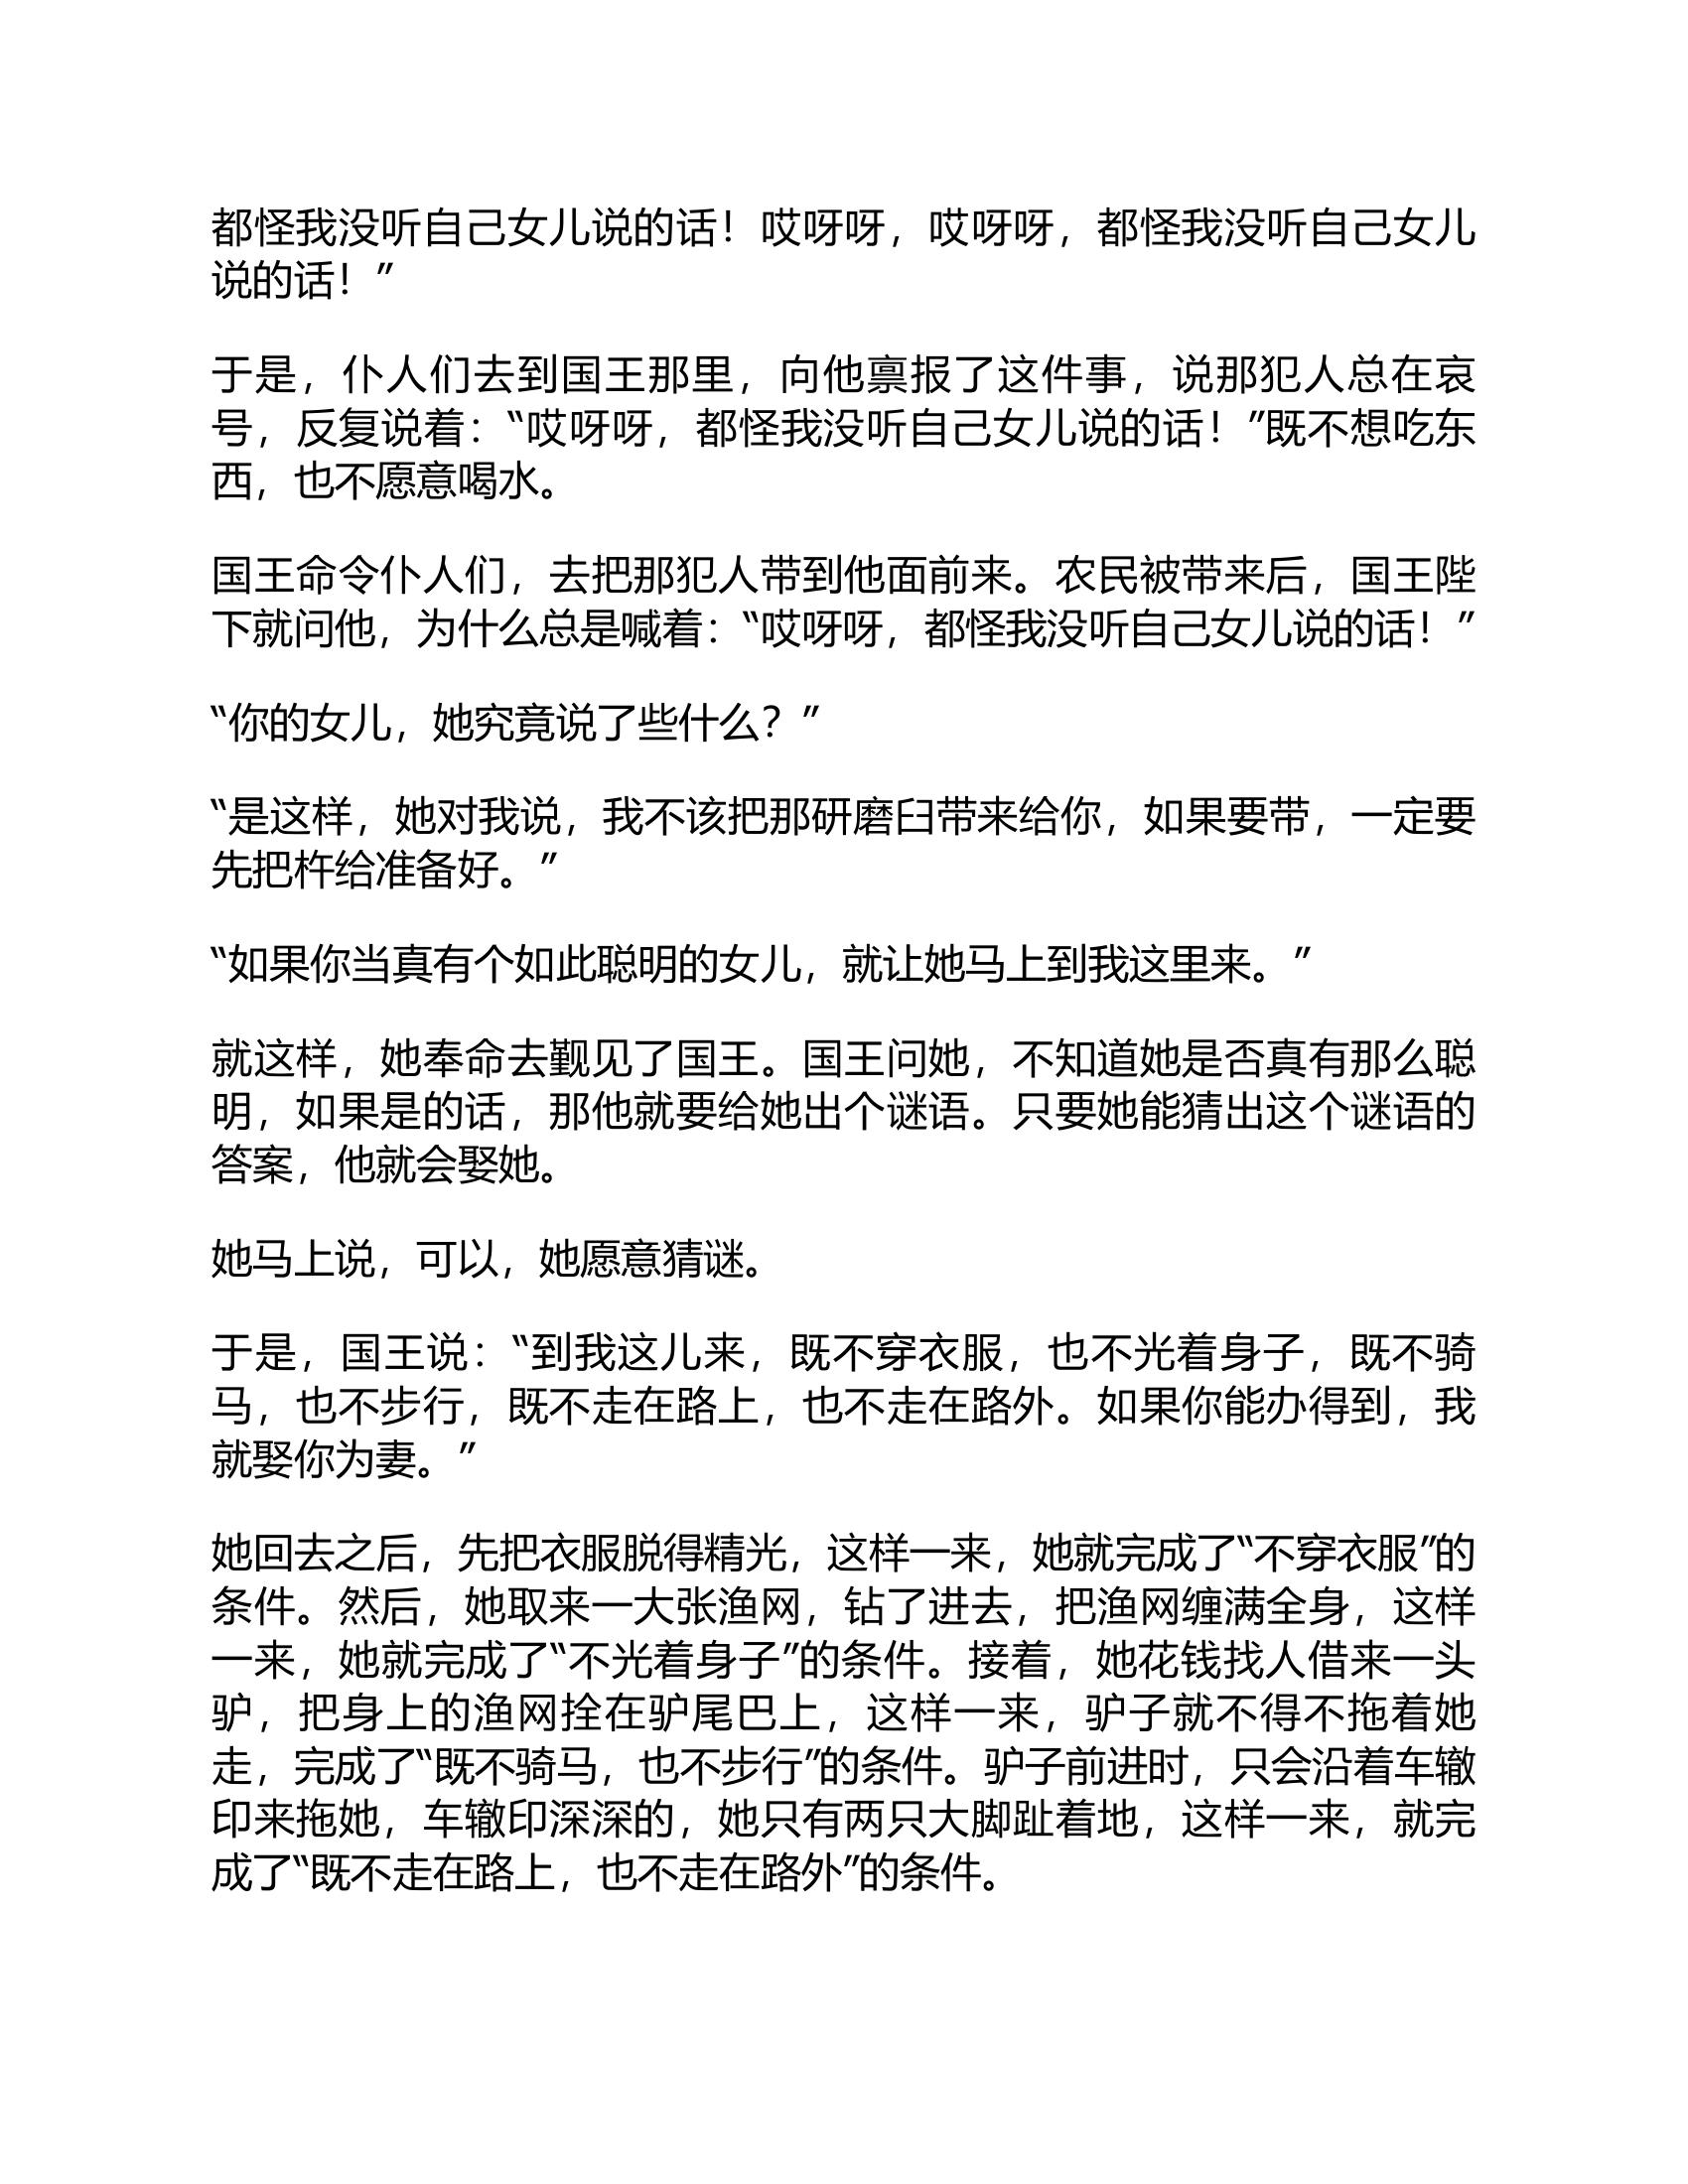 都怪我没听自己女儿说的话！哎呀呀，哎呀呀，都怪我没听自己女儿
说的话！”
于是，仆人们去到国王那里，向他禀报了这件事，说那犯人总在哀
号，反复说着：“哎呀呀，都怪我没听自己女儿说的话！”既不想吃东
西，也不愿意喝水。
国王命令仆人们，去把那犯人带到他面前来。农民被带来后，国王陛
下就问他，为什么总是喊着：“哎呀呀，都怪我没听自己女儿说的话！”
“你的女儿，她究竟说了些什么？”
“是这样，她对我说，我不该把那研磨臼带来给你，如果要带，一定要
先把杵给准备好。”
“如果你当真有个如此聪明的女儿，就让她马上到我这里来。”
就这样，她奉命去觐见了国王。国王问她，不知道她是否真有那么聪
明，如果是的话，那他就要给她出个谜语。只要她能猜出这个谜语的
答案，他就会娶她。
她马上说，可以，她愿意猜谜。
于是，国王说：“到我这儿来，既不穿衣服，也不光着身子，既不骑
马，也不步行，既不走在路上，也不走在路外。如果你能办得到，我
就娶你为妻。”
她回去之后，先把衣服脱得精光，这样一来，她就完成了“不穿衣服”的
条件。然后，她取来一大张渔网，钻了进去，把渔网缠满全身，这样
一来，她就完成了“不光着身子”的条件。接着，她花钱找人借来一头
驴，把身上的渔网拴在驴尾巴上，这样一来，驴子就不得不拖着她
走，完成了“既不骑马，也不步行”的条件。驴子前进时，只会沿着车辙
印来拖她，车辙印深深的，她只有两只大脚趾着地，这样一来，就完
成了“既不走在路上，也不走在路外”的条件。